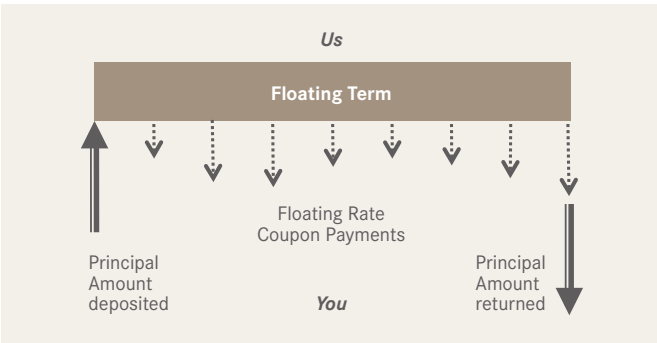 Us
Floating Term
Floating Rate
Coupon Payments
Principal
Amount
deposited
Principal
Amount
returned
You